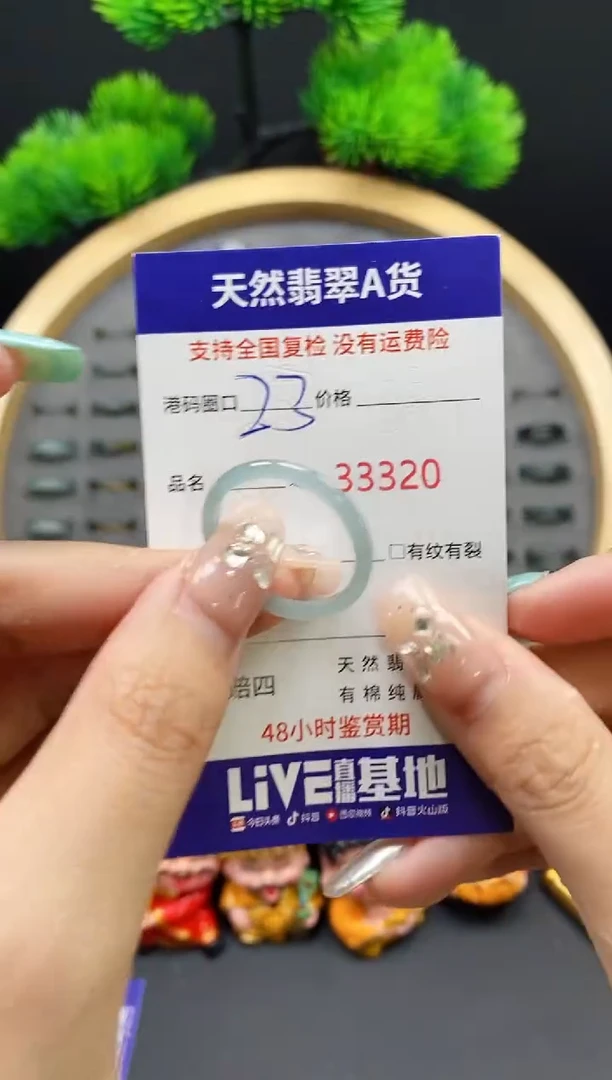 天然翡翠A货
支持全国复检 没有运费险
港码圈口 23 价格
品名 33320
□有纹有裂
赔四 天然翡
有棉纯
48小时鉴赏期
LiVE直播基地
今日头条 抖音 西瓜视频 抖音火山版